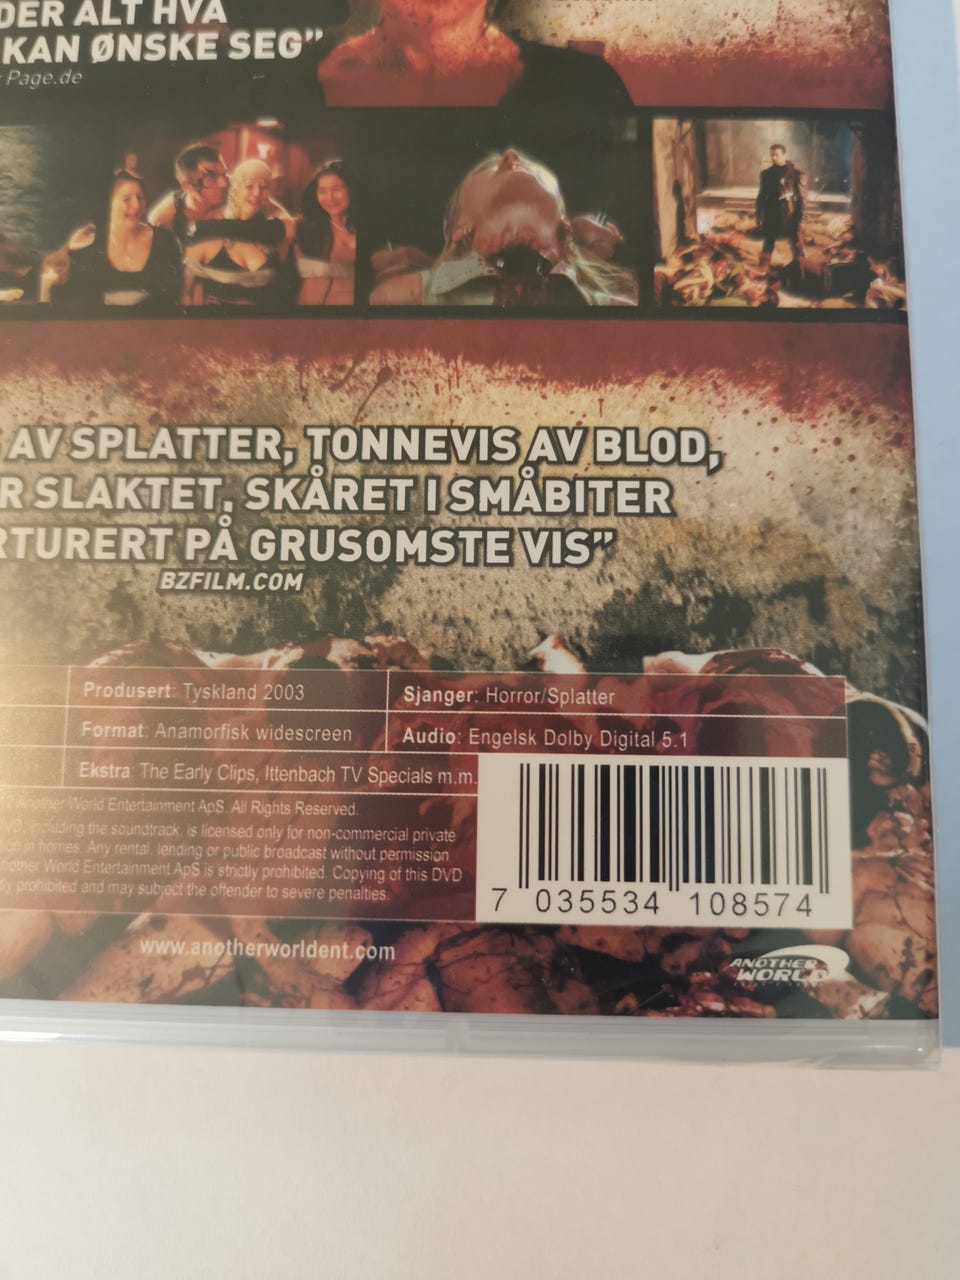 DER ALT HVA
KAN ØNSKE SEG"
Page.de
AV SPLATTER, TONNEVIS AV BLOD,
R SLAKTET, SKÅRET I SMÅBITER
RTURERT PÅ GRUSOMSTE VIS"
BZFILM.COM
Produsert: Tyskland 2003
Sjanger: Horror/Splatter
Format: Anamorfisk widescreen
Audio: Engelsk Dolby Digital 5.1
Ekstra: The Early Clips, Ittenbach TV Specials m.m.
Another World Entertainment ApS. All Rights Reserved.
DVD, including the soundtrack, is licensed only for non-commercial private
in homes. Any rental, lending or public broadcast without permission
Another World Entertainment ApS is strictly prohibited. Copying of this DVD
prohibited and may subject the offender to severe penalties.
7 035534 108574
www.anotherworldent.com
ANOTHER
WORLD